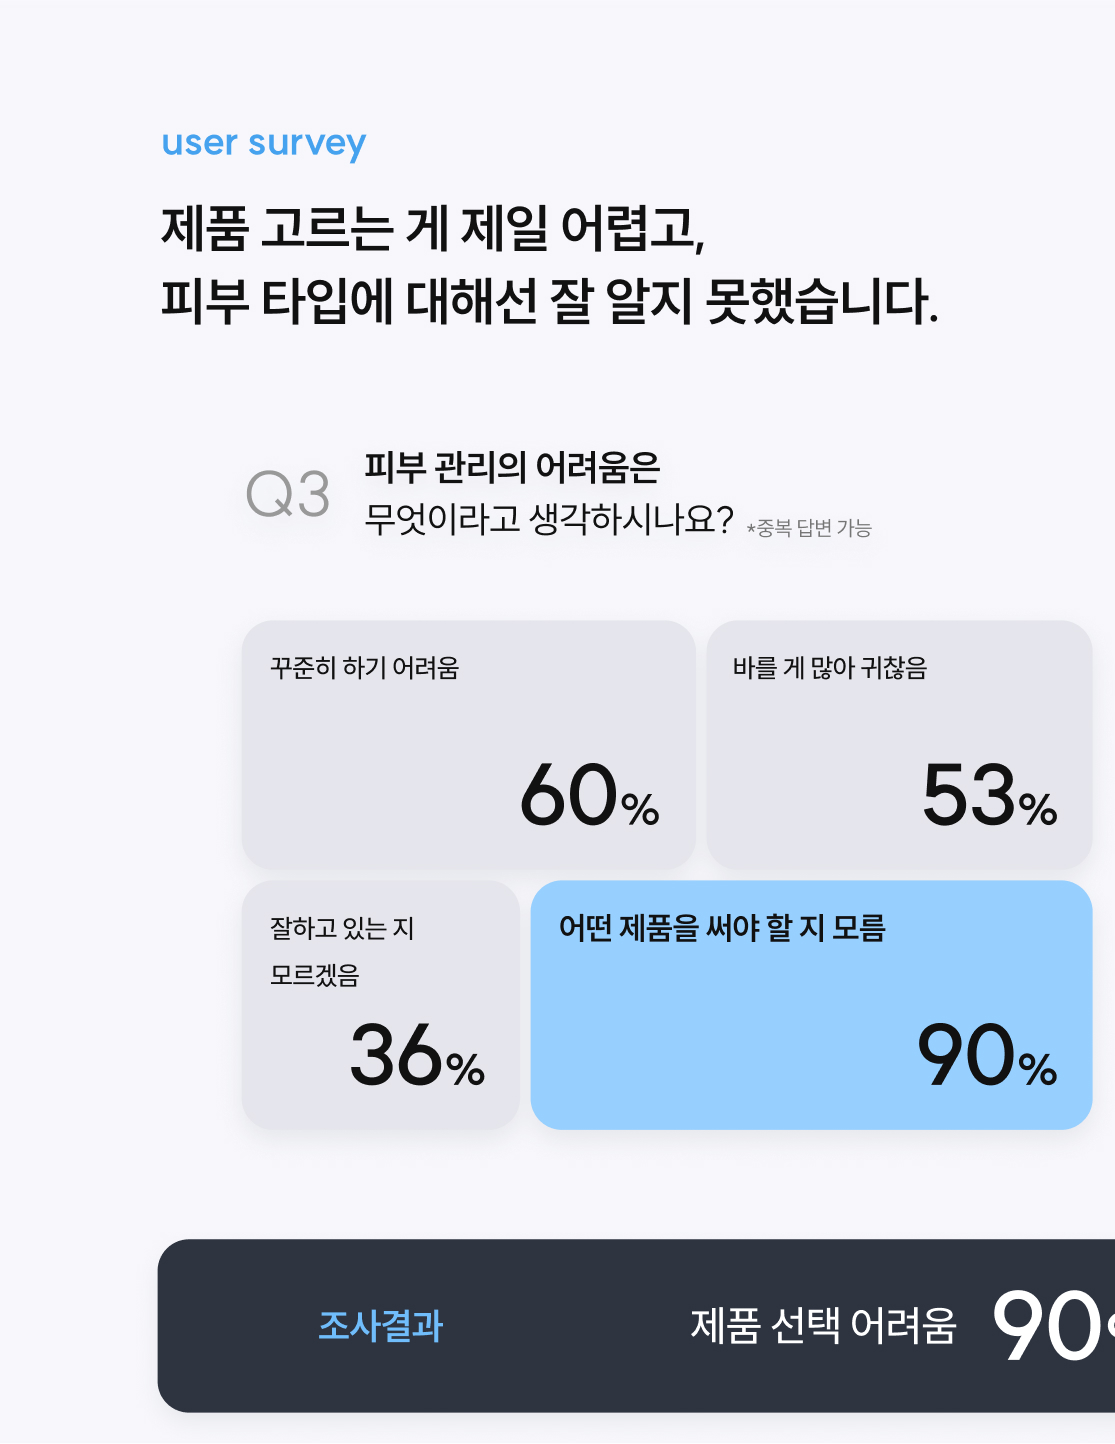 user survey
제품 고르는 게 제일 어렵고,
피부 타입에 대해선 잘 알지 못했습니다.
Q3
피부 관리의 어려움은
무엇이라고 생각하시나요? *중복 답변 가능
꾸준히 하기 어려움
60%
바를 게 많아 귀찮음
53%
잘하고 있는 지
모르겠음
36%
어떤 제품을 써야 할 지 모름
90%
조사결과
제품 선택 어려움 90